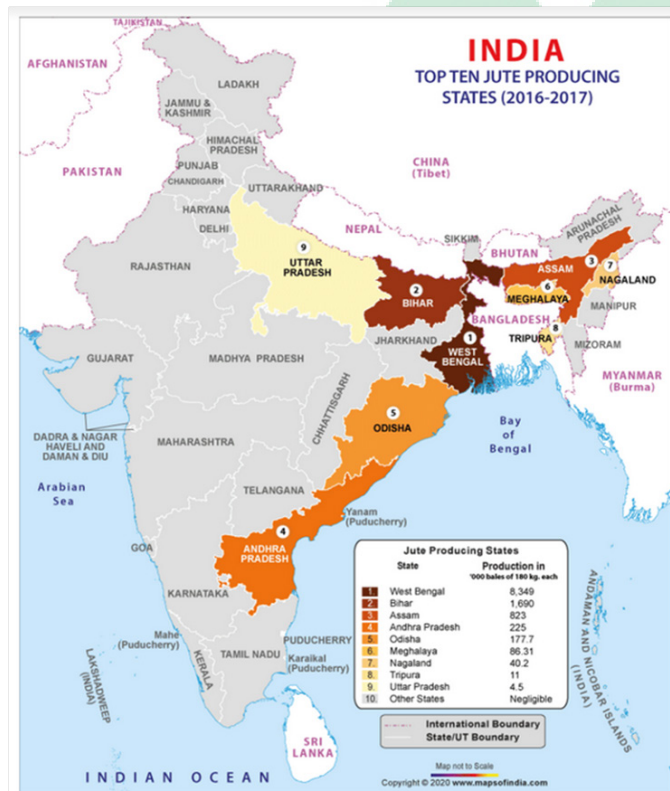 INDIA
TOP TEN JUTE PRODUCING
STATES (2016-2017)
TAJIKISTAN
AFGHANISTAN
LADAKH
JAMMU &
KASHMIR
HIMACHAL
PRADESH
PUNJAB
CHANDIGARH
PAKISTAN
UTTARAKHAND
HARYANA
DELHI
CHINA
(Tibet)
NEPAL
SIKKIM
BHUTAN
ARUNACHAL
PRADESH
RAJASTHAN
9
UTTAR
PRADESH
2
BIHAR
ASSAM
3
7
NAGALAND
6
MEGHALAYA
MANIPUR
BANGLADESH
8
TRIPURA
MIZORAM
JHARKHAND
1
WEST
BENGAL
GUJARAT
MADHYA PRADESH
CHHATTISGARH
MYANMAR
(Burma)
5
ODISHA
DADRA & NAGAR
HAVELI AND
DAMAN & DIU
MAHARASHTRA
Bay
of
Bengal
Arabian
Sea
TELANGANA
Yanam
(Puducherry)
4
ANDHRA
PRADESH
GOA
KARNATAKA
Mahe
(Puducherry)
PUDUCHERRY
TAMIL NADU
Karaikal
(Puducherry)
KERALA
LAKSHADWEEP
(INDIA)
ANDAMAN AND NICOBAR ISLANDS
(INDIA)
SRI
LANKA
INDIAN OCEAN
Jute Producing States
State Production in
'000 bales of 180 kg. each
1 West Bengal 8,349
2 Bihar 1,690
3 Assam 823
4 Andhra Pradesh 225
5. Odisha 177.7
6. Meghalaya 86.31
7. Nagaland 40.2
8. Tripura 11
9. Uttar Pradesh 4.5
10. Other States Negligible
International Boundary
State/UT Boundary
Map not to Scale
Copyright © 2020 www.mapsofindia.com